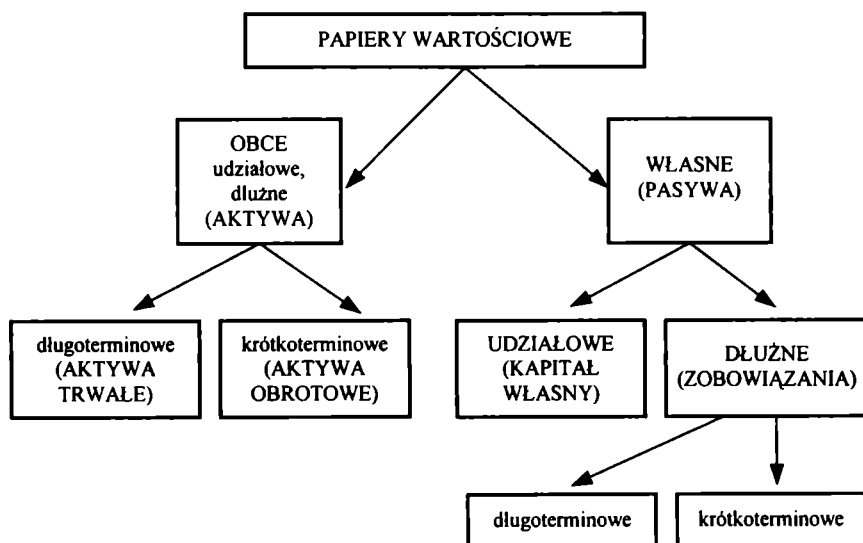 PAPIERY WARTOŚCIOWE
OBCE
udziałowe,
dłużne
(AKTYWA)
WŁASNE
(PASYWA)
długoterminowe
(AKTYWA
TRWAŁE)
krótkoterminowe
(AKTYWA
OBROTOWE)
UDZIAŁOWE
(KAPITAŁ
WŁASNY)
DŁUŻNE
(ZOBOWIĄZANIA)
długoterminowe
krótkoterminowe